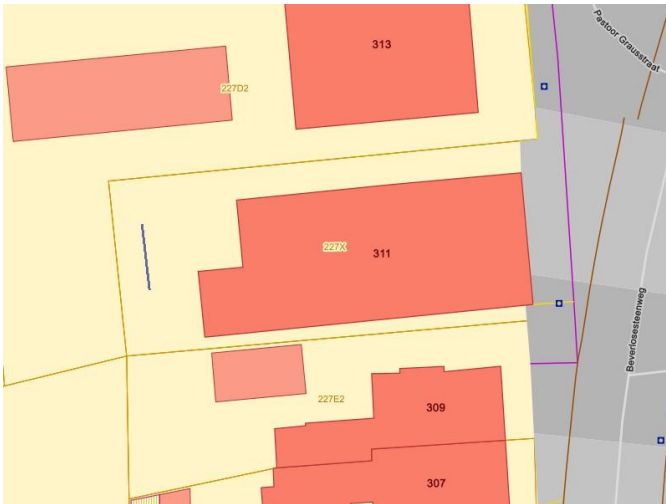 313
Pastoor Grausstraat
227D2
227X
311
Beverlosesteenweg
227E2
309
307